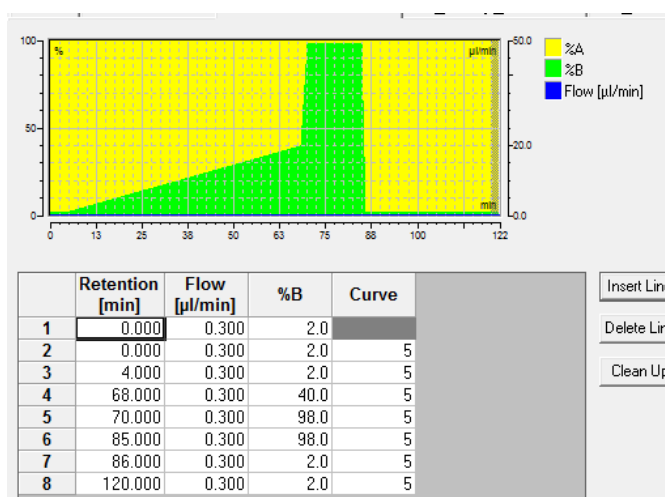 100 % µl/min 50.0
%A
%B
Flow [µl/min]
50 20.0
0 min 0.0
0 13 25 38 50 63 75 88 100 122
Retention [min] Flow [µl/min] %B Curve
1 0.000 0.300 2.0
2 0.000 0.300 2.0 5
3 4.000 0.300 2.0 5
4 68.000 0.300 40.0 5
5 70.000 0.300 98.0 5
6 85.000 0.300 98.0 5
7 86.000 0.300 2.0 5
8 120.000 0.300 2.0 5
Insert Line
Delete Lin
Clean Up